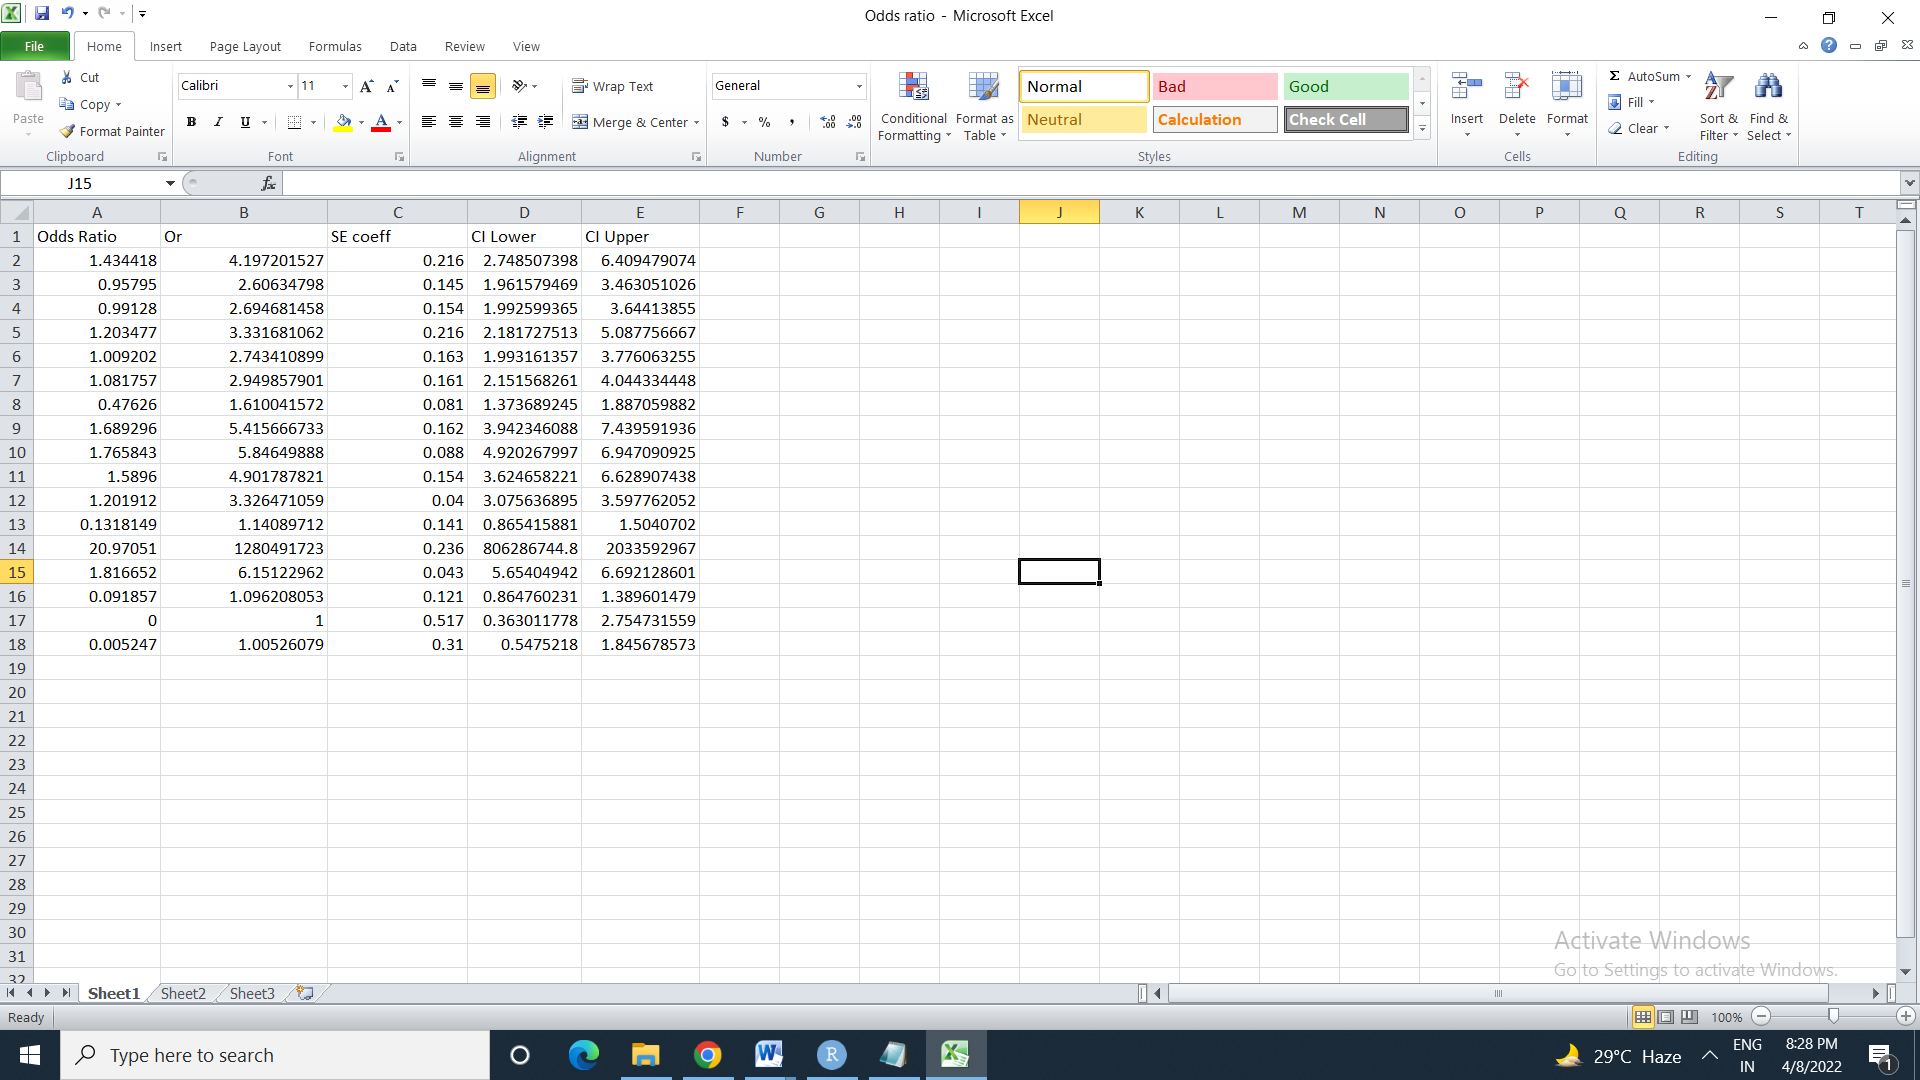 Odds ratio - Microsoft Excel
File Home Insert Page Layout Formulas Data Review View
Paste Cut Copy Format Painter
Clipboard
Calibri 11
B I U A
Font
Wrap Text
Merge & Center
Alignment
General
$ % ,
Number
Conditional Formatting Format as Table
Normal Bad Good
Neutral Calculation Check Cell
Styles
Insert Delete Format
Cells
Σ AutoSum
Fill
Clear
Sort & Filter Find & Select
Editing
J15 fx
A B C D E F G H I J K L M N O P Q R S T
1 Odds Ratio Or SE coeff CI Lower CI Upper
2 1.434418 4.197201527 0.216 2.748507398 6.409479074
3 0.95795 2.60634798 0.145 1.961579469 3.463051026
4 0.99128 2.694681458 0.154 1.992599365 3.64413855
5 1.203477 3.331681062 0.216 2.181727513 5.087756667
6 1.009202 2.743410899 0.163 1.993161357 3.776063255
7 1.081757 2.949857901 0.161 2.151568261 4.044334448
8 0.47626 1.610041572 0.081 1.373689245 1.887059882
9 1.689296 5.415666733 0.162 3.942346088 7.439591936
10 1.765843 5.84649888 0.088 4.920267997 6.947090925
11 1.5896 4.901787821 0.154 3.624658221 6.628907438
12 1.201912 3.326471059 0.04 3.075636895 3.597762052
13 0.1318149 1.14089712 0.141 0.865415881 1.5040702
14 20.97051 1280491723 0.236 806286744.8 2033592967
15 1.816652 6.15122962 0.043 5.65404942 6.692128601
16 0.091857 1.096208053 0.121 0.864760231 1.389601479
17 0 1 0.517 0.363011778 2.754731559
18 0.005247 1.00526079 0.31 0.5475218 1.845678573
19
20
21
22
23
24
25
26
27
28
29
30
31
32
Activate Windows
Go to Settings to activate Windows.
Sheet1 Sheet2 Sheet3
Ready 100%
Type here to search
29°C Haze
ENG
IN
8:28 PM
4/8/2022
1